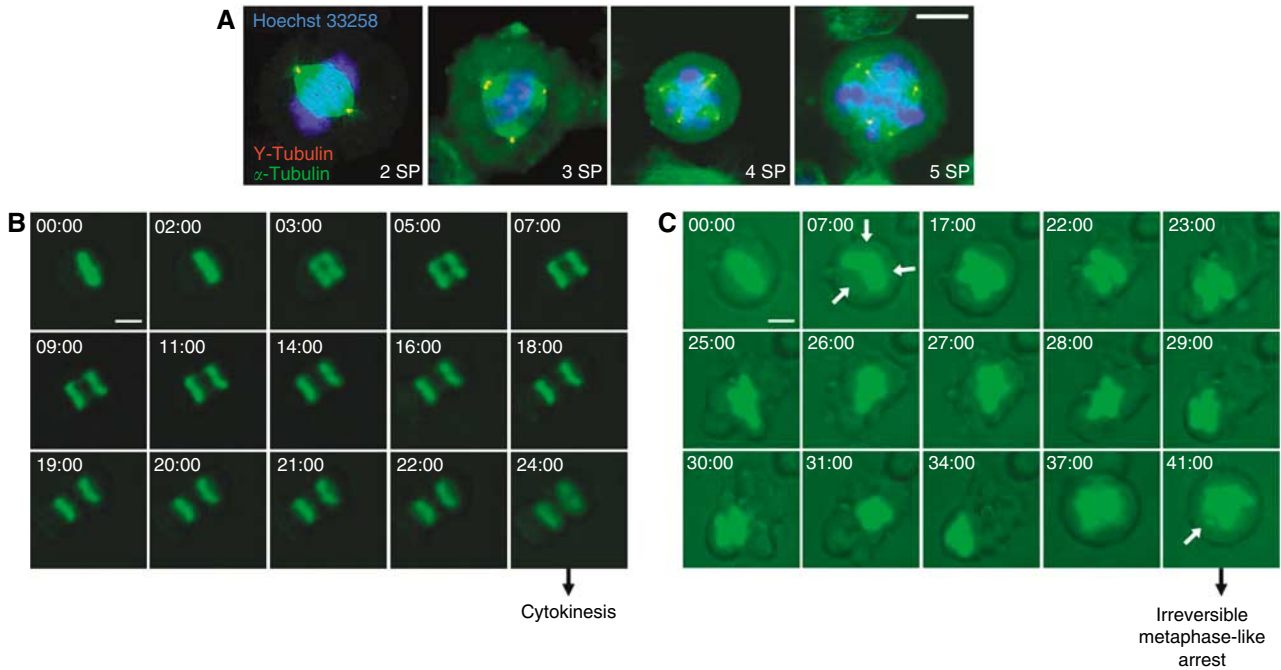 A
Hoechst 33258
Y-Tubulin
α-Tubulin
2 SP
3 SP
4 SP
5 SP
B
00:00
02:00
03:00
05:00
07:00
09:00
11:00
14:00
16:00
18:00
19:00
20:00
21:00
22:00
24:00
Cytokinesis
C
00:00
07:00
17:00
22:00
23:00
25:00
26:00
27:00
28:00
29:00
30:00
31:00
34:00
37:00
41:00
Irreversible
metaphase-like
arrest